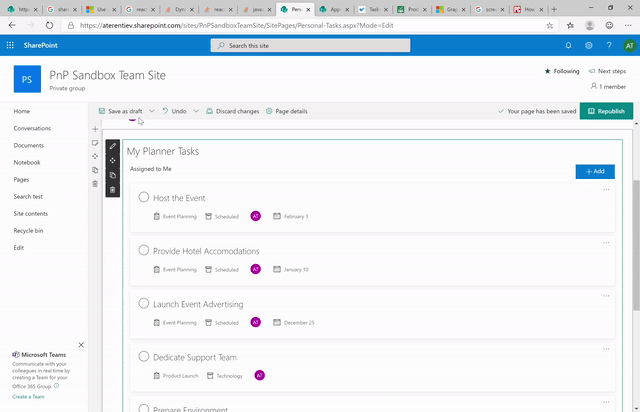 http
share
Use
reac
Dyn
reac
java
Perso
App
Task
Proc
Grap
scre
How
https://aterentiev.sharepoint.com/sites/PnPSandboxTeamSite/SitePages/Personal-Tasks.aspx?Mode=Edit
SharePoint
Search this site
AT
PS
PnP Sandbox Team Site
Private group
Following
Next steps
1 member
Home
Conversations
Documents
Notebook
Pages
Search test
Site contents
Recycle bin
Edit
Save as draft
Undo
Discard changes
Page details
Your page has been saved
Republish
My Planner Tasks
Assigned to Me
Add
Host the Event
Event Planning Scheduled AT February 3
Provide Hotel Accomodations
Event Planning Scheduled AT January 10
Launch Event Advertising
Event Planning Scheduled AT December 25
Dedicate Support Team
Product Launch Technology AT
Prepare Environment
Microsoft Teams
Communicate with your
colleagues in real time by
creating a Team for your
Office 365 Group.
Create a Team